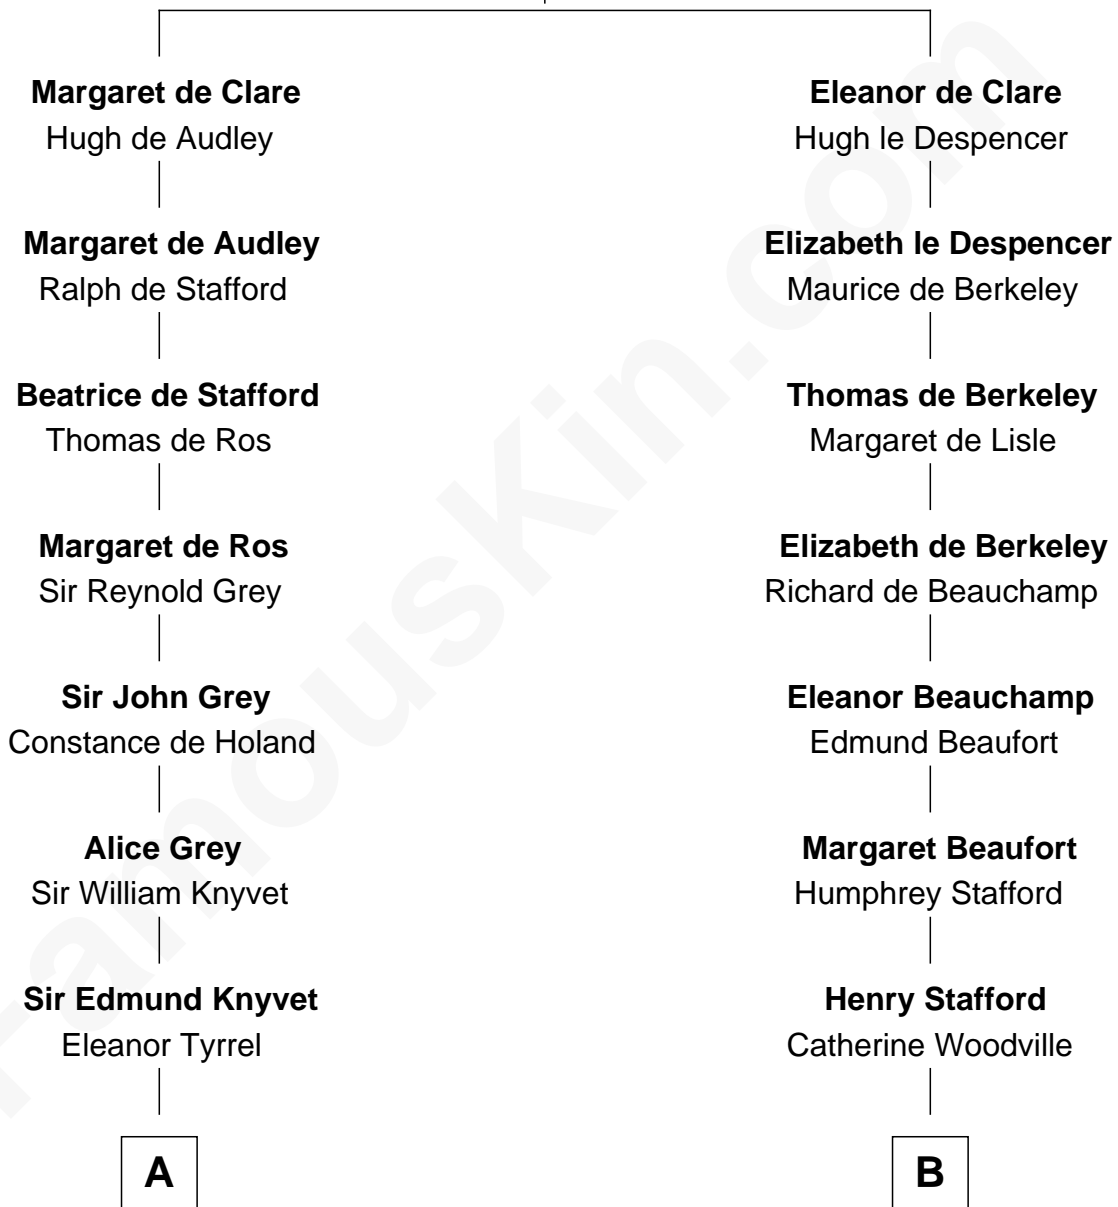 Margaret de Clare
Hugh de Audley
Margaret de Audley
Ralph de Stafford
Beatrice de Stafford
Thomas de Ros
Margaret de Ros
Sir Reynold Grey
Sir John Grey
Constance de Holand
Alice Grey
Sir William Knyvet
Sir Edmund Knyvet
Eleanor Tyrrel
A
Eleanor de Clare
Hugh le Despencer
Elizabeth le Despencer
Maurice de Berkeley
Thomas de Berkeley
Margaret de Lisle
Elizabeth de Berkeley
Richard de Beauchamp
Eleanor Beauchamp
Edmund Beaufort
Margaret Beaufort
Humphrey Stafford
Henry Stafford
Catherine Woodville
B
FamousKin.com